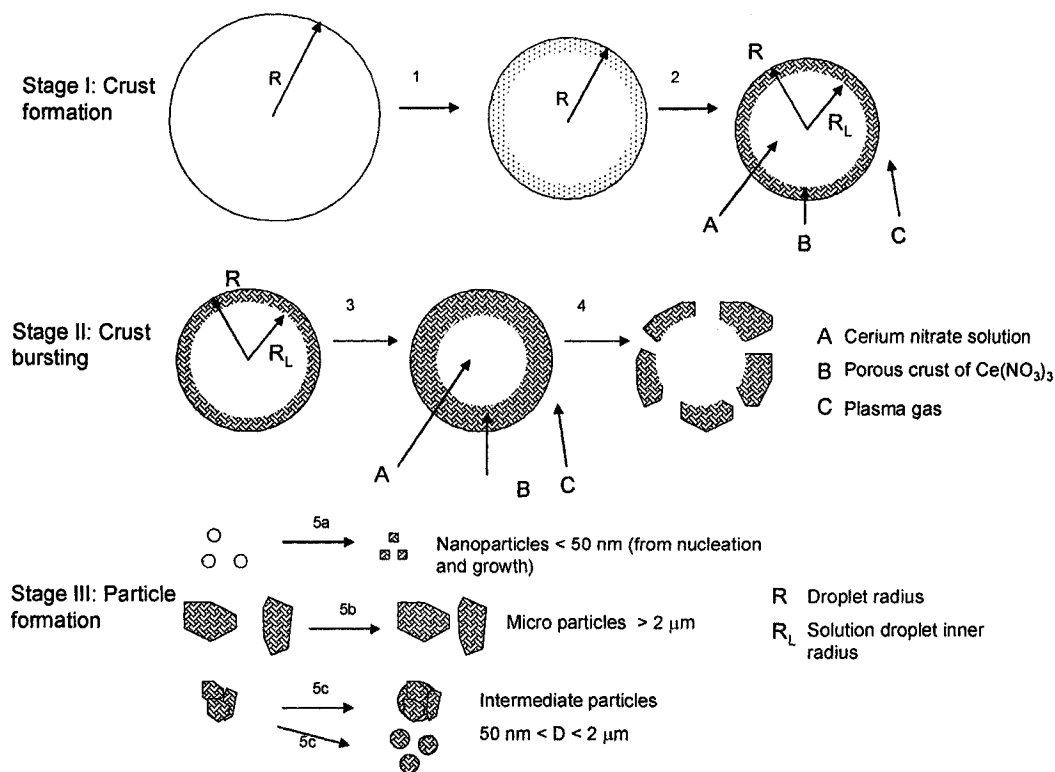 Stage I: Crust
formation
R
1
R
2
R
R_L
A
B
C
Stage II: Crust
bursting
R
R_L
3
4
A
B
C
A Cerium nitrate solution
B Porous crust of Ce(NO₃)₃
C Plasma gas
Stage III: Particle
formation
5a
Nanoparticles < 50 nm (from nucleation
and growth)
5b
Micro particles > 2 μm
5c
5c
Intermediate particles
50 nm < D < 2 μm
R Droplet radius
R_L Solution droplet inner
radius